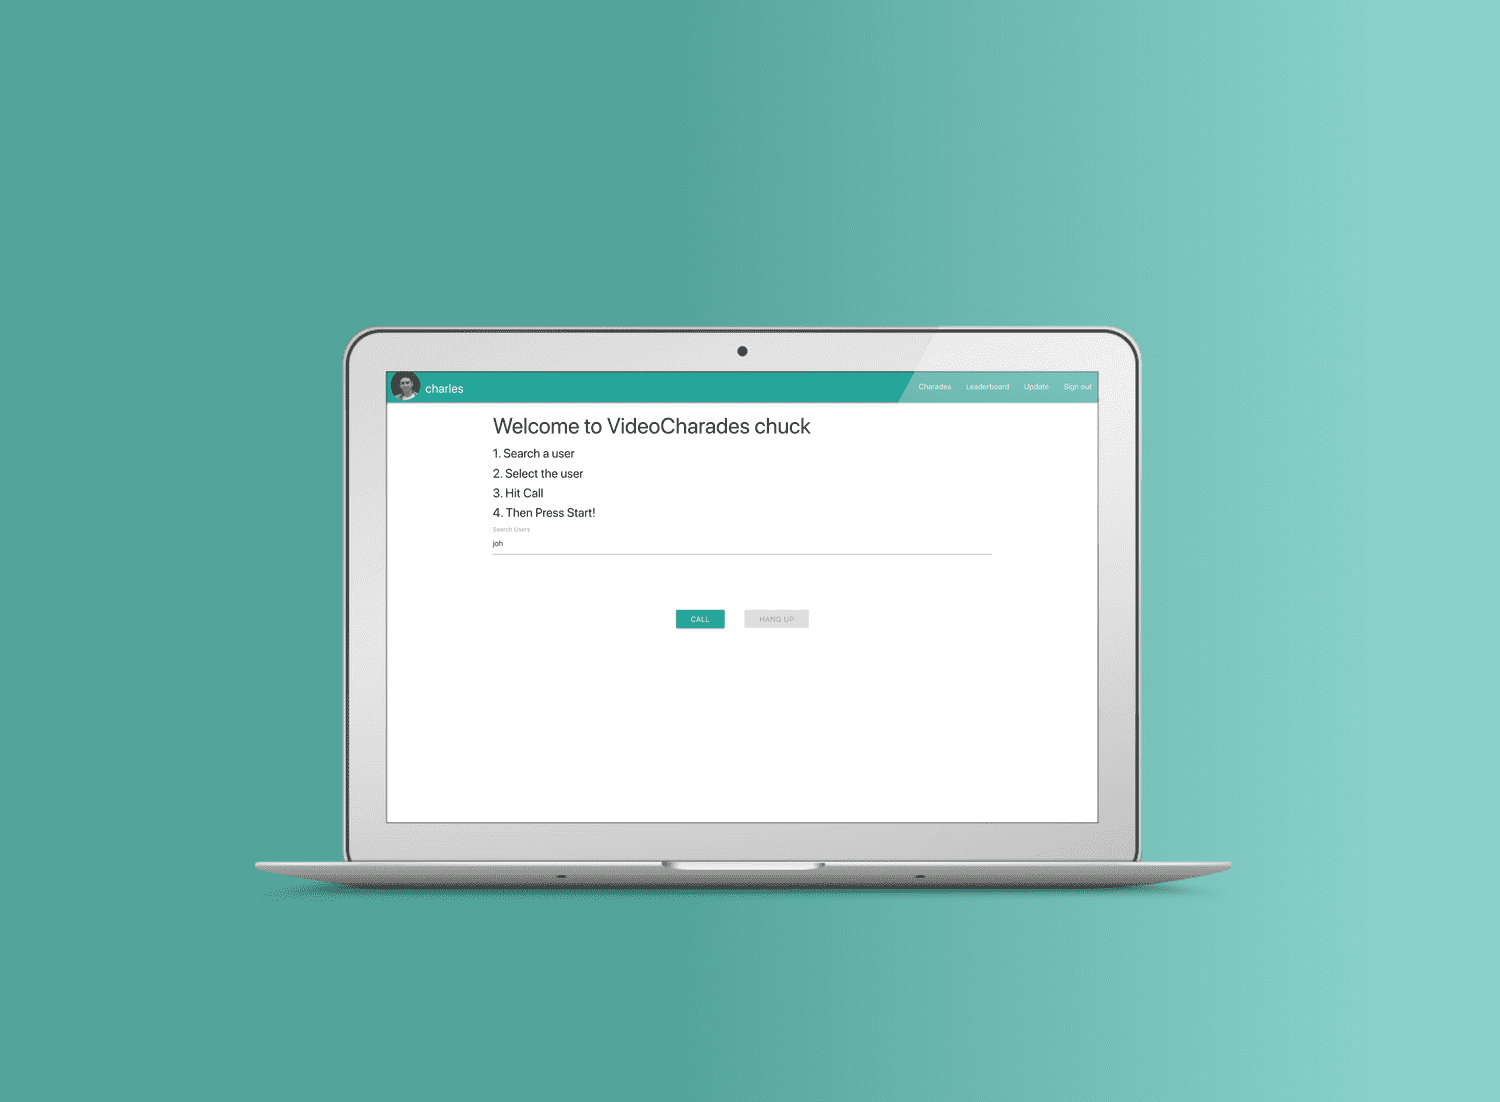 charles
Charades Leaderboard Update Sign out
Welcome to VideoCharades chuck
1. Search a user
2. Select the user
3. Hit Call
4. Then Press Start!
Search Users
joh
CALL HANG UP